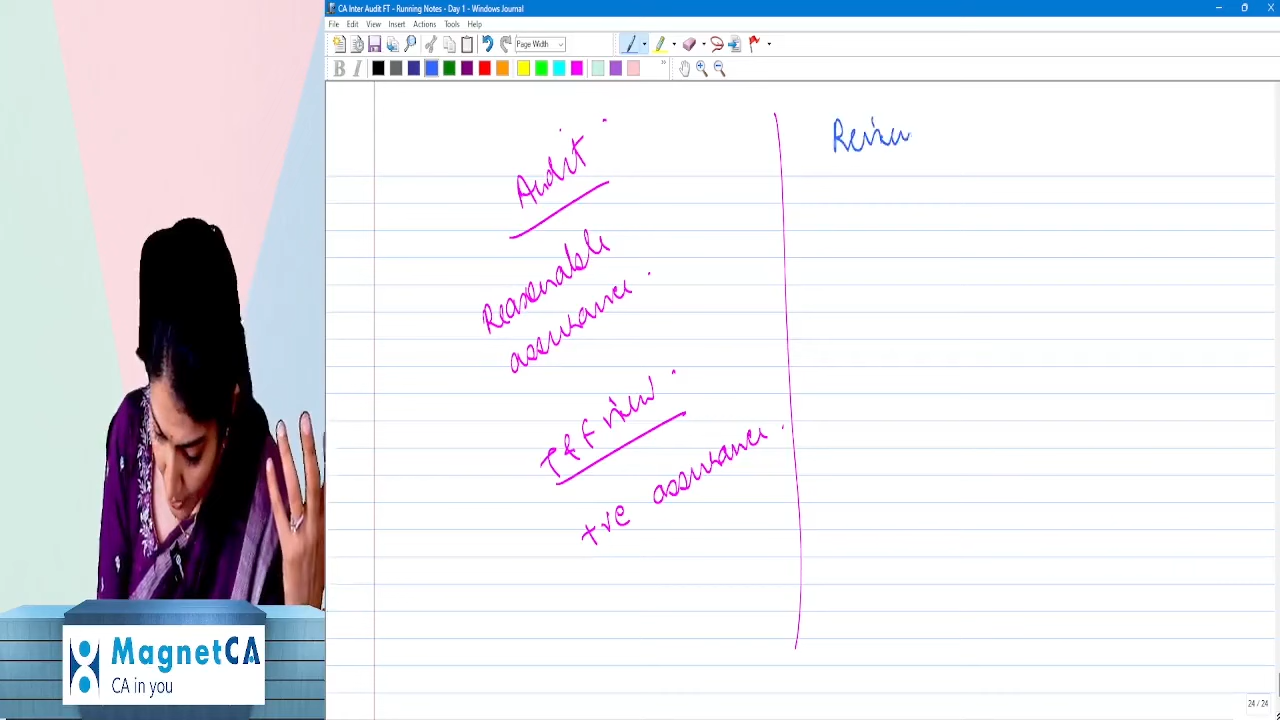 CA Inter Audit FT - Running Notes - Day 1 - Windows Journal
File Edit View Insert Actions Tools Help
Page Width
B I
Audit
Reasonable
assurance.
T & F view.
+ve assurance.
Review
MagnetCA
CA in you
24 / 24